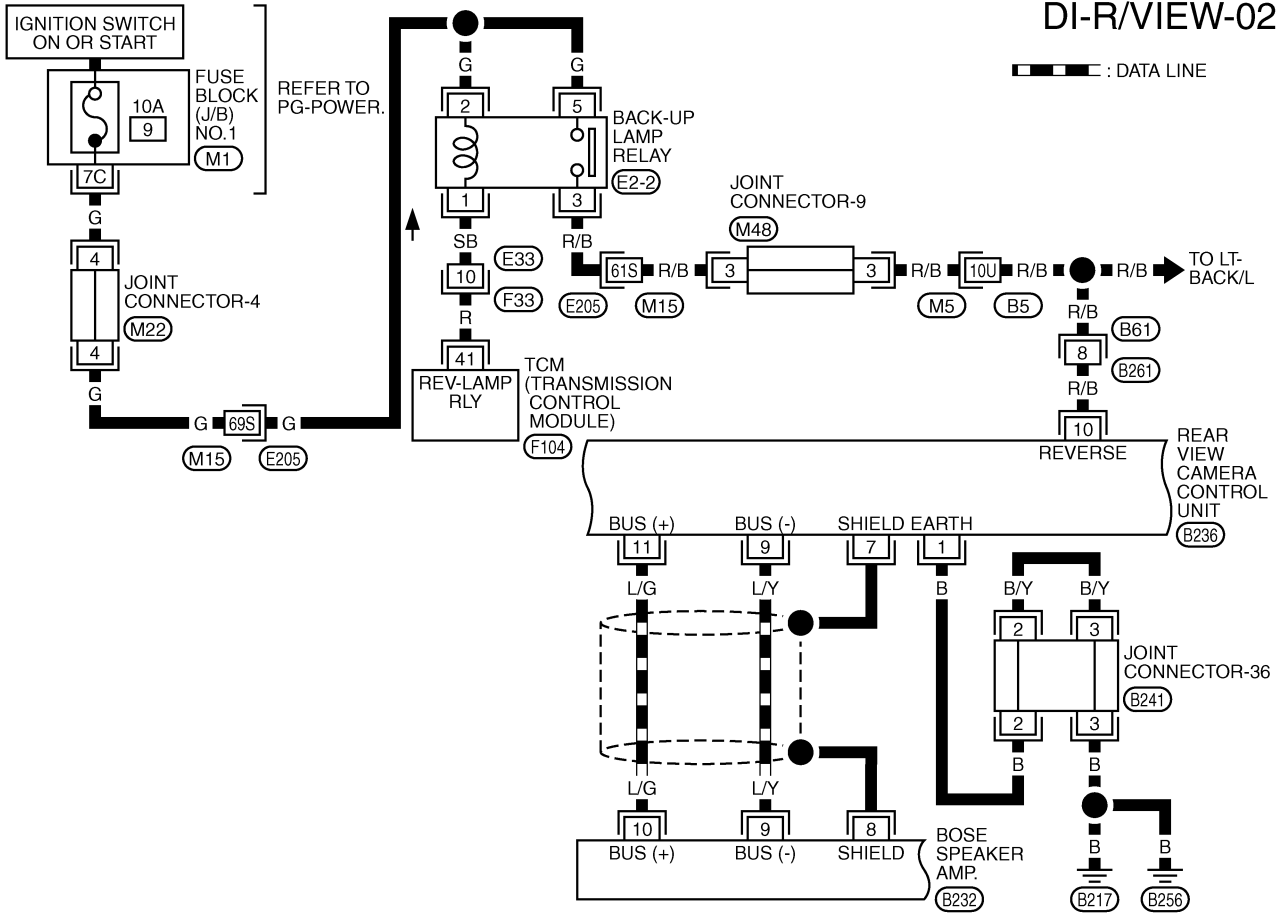 DI-R/VIEW-02
: DATA LINE
IGNITION SWITCH
ON OR START
FUSE
BLOCK
(J/B)
NO.1
M1
10A
9
7C
REFER TO
PG-POWER.
G
4
JOINT
CONNECTOR-4
M22
4
G
G
69S
G
M15
E205
G
G
2
5
BACK-UP
LAMP
RELAY
E2-2
1
3
SB
R/B
10
E33
F33
R
41
REV-LAMP
RLY
TCM
(TRANSMISSION
CONTROL
MODULE)
F104
61S
R/B
E205
M15
JOINT
CONNECTOR-9
M48
3
3
R/B
10U
R/B
M5
B5
R/B
TO LT-
BACK/L
R/B
8
B61
B261
R/B
10
REVERSE
REAR
VIEW
CAMERA
CONTROL
UNIT
B236
BUS (+)
BUS (-)
SHIELD
EARTH
11
9
7
1
L/G
L/Y
B
B/Y
B/Y
2
3
JOINT
CONNECTOR-36
B241
2
3
B
B
L/G
L/Y
10
9
8
BUS (+)
BUS (-)
SHIELD
BOSE
SPEAKER
AMP.
B232
B
B
B217
B256